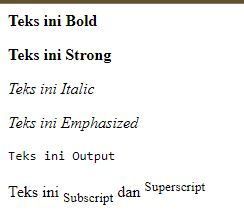 Teks ini Bold
Teks ini Strong
Teks ini Italic
Teks ini Emphasized
Teks ini Output
Teks ini Subscript dan Superscript